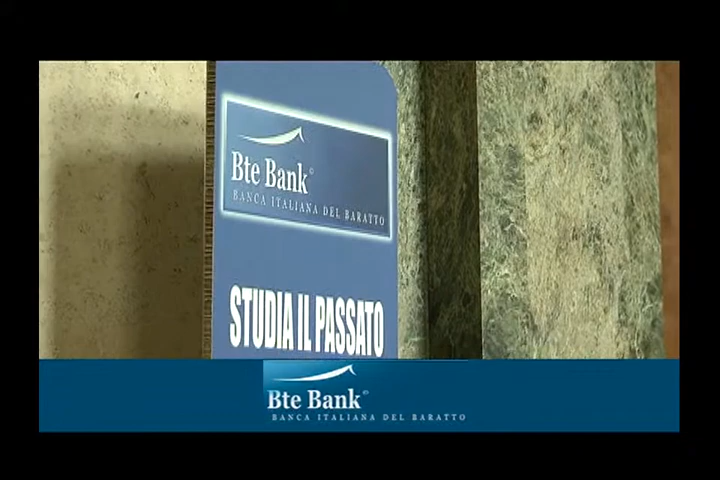 Bte Bank©
BANCA ITALIANA DEL BARATTO
STUDIA IL PASSATO
Bte Bank©
BANCA ITALIANA DEL BARATTO